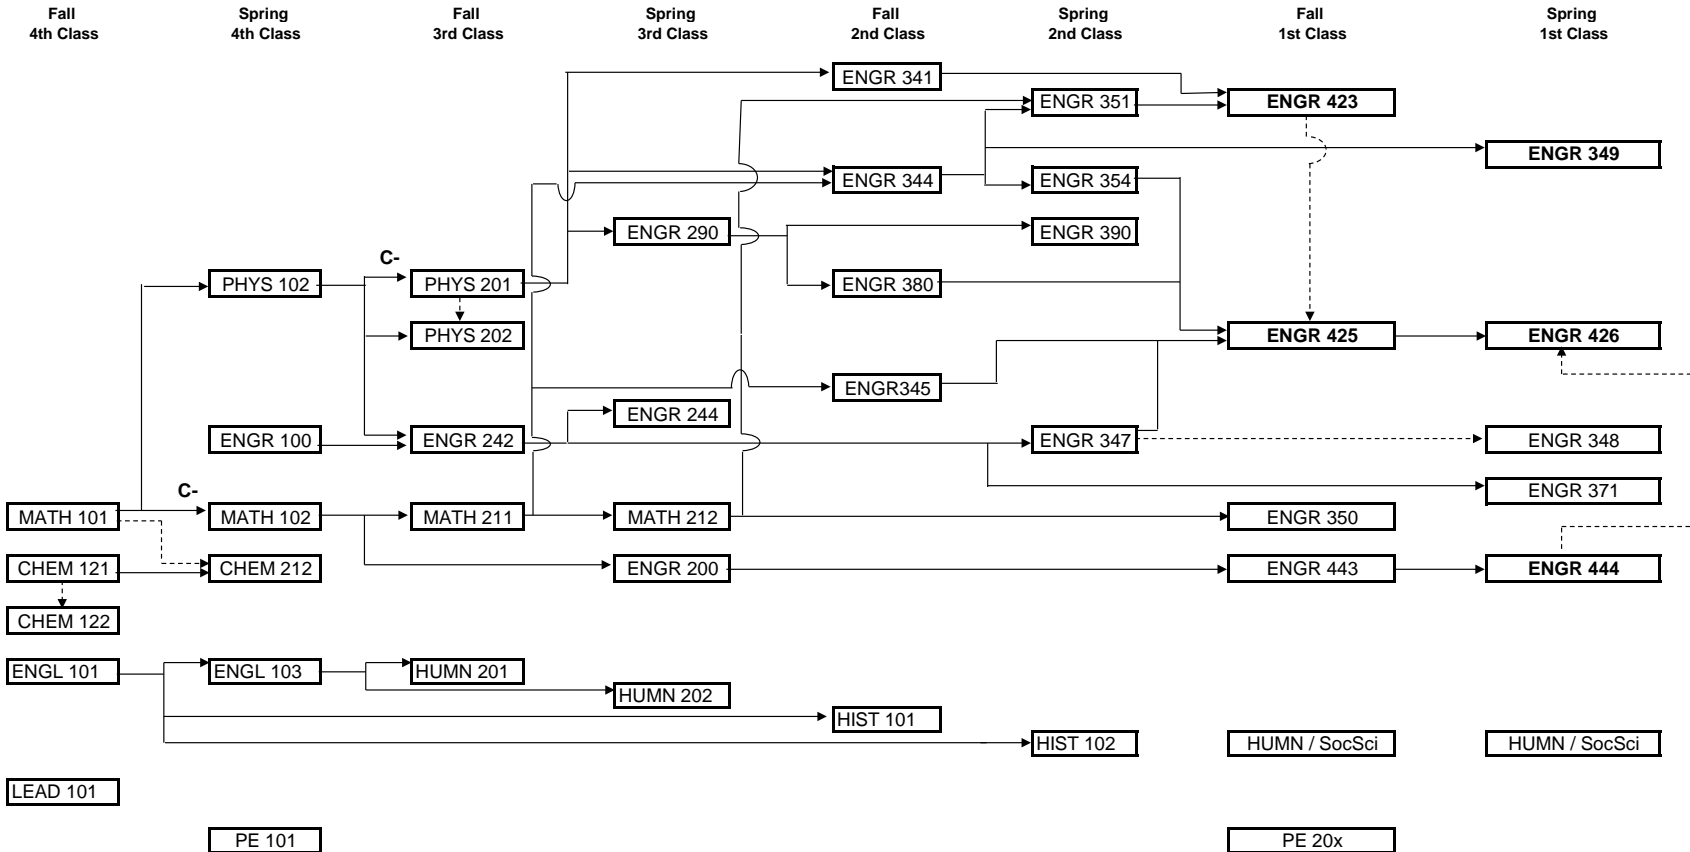 Fall
4th Class
Spring
4th Class
Fall
3rd Class
Spring
3rd Class
Fall
2nd Class
Spring
2nd Class
Fall
1st Class
Spring
1st Class
ENGR 341
ENGR 351
ENGR 423
ENGR 349
ENGR 344
ENGR 354
ENGR 290
ENGR 390
C-
PHYS 102
PHYS 201
ENGR 380
PHYS 202
ENGR 425
ENGR 426
ENGR345
ENGR 244
ENGR 100
ENGR 242
ENGR 347
ENGR 348
C-
ENGR 371
MATH 101
MATH 102
MATH 211
MATH 212
ENGR 350
CHEM 121
CHEM 212
ENGR 200
ENGR 443
ENGR 444
CHEM 122
ENGL 101
ENGL 103
HUMN 201
HUMN 202
HIST 101
HIST 102
HUMN / SocSci
HUMN / SocSci
LEAD 101
PE 101
PE 20x